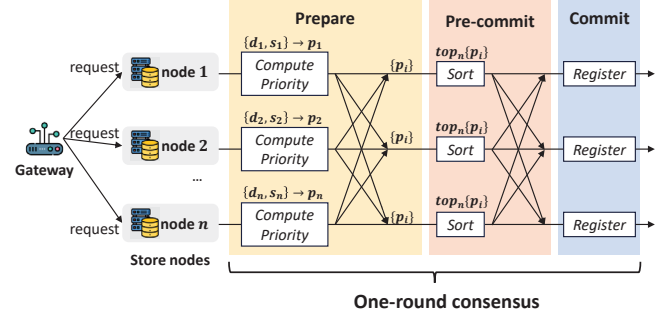 Prepare
Pre-commit
Commit
{d₁, s₁} → p₁
topₙ{pᵢ}
request
node 1
Compute
Priority
{pᵢ}
Sort
Register
{d₂, s₂} → p₂
topₙ{pᵢ}
request
node 2
Compute
Priority
{pᵢ}
Sort
Register
Gateway
...
{dₙ, sₙ} → pₙ
topₙ{pᵢ}
request
node n
Compute
Priority
{pᵢ}
Sort
Register
Store nodes
One-round consensus